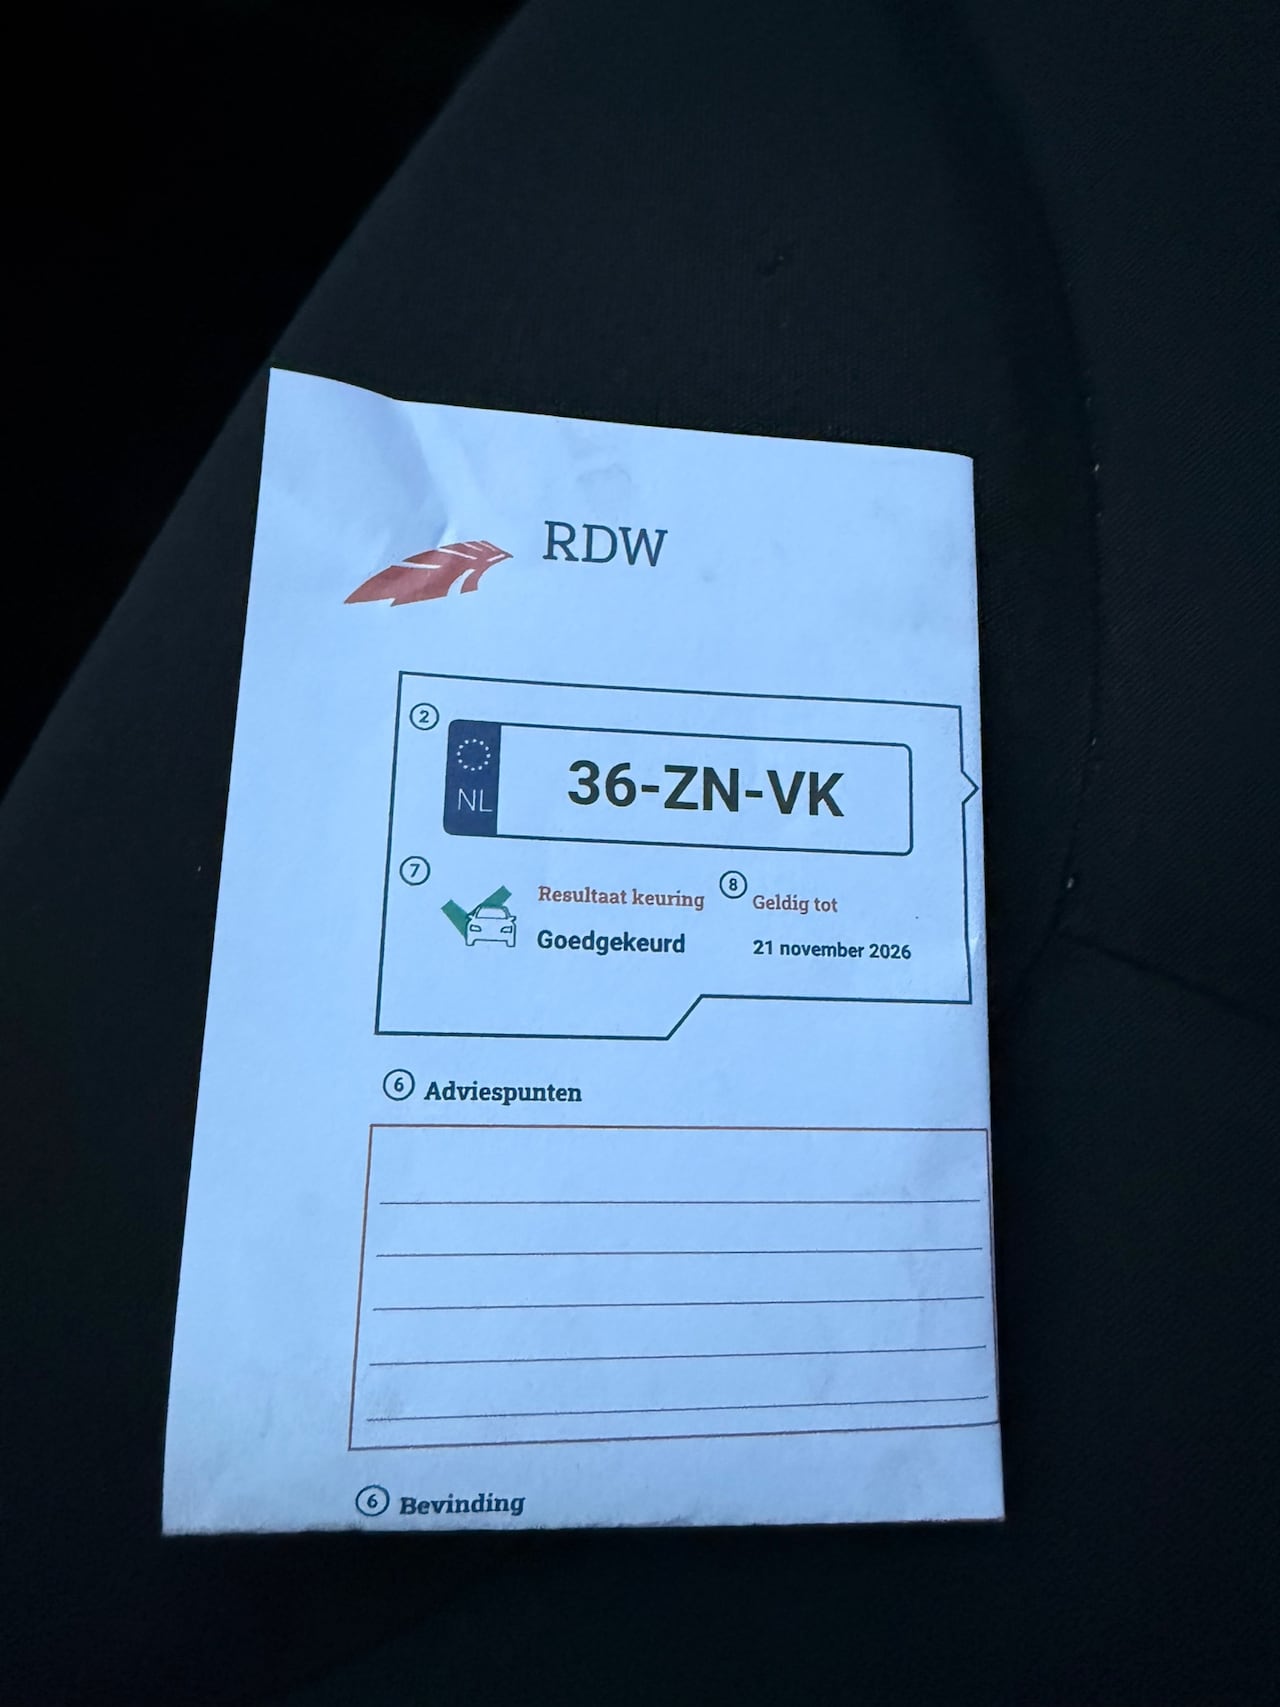 RDW
2
NL
36-ZN-VK
7
Resultaat keuring
Goedgekeurd
8
Geldig tot
21 november 2026
6 Adviespunten
6 Bevinding